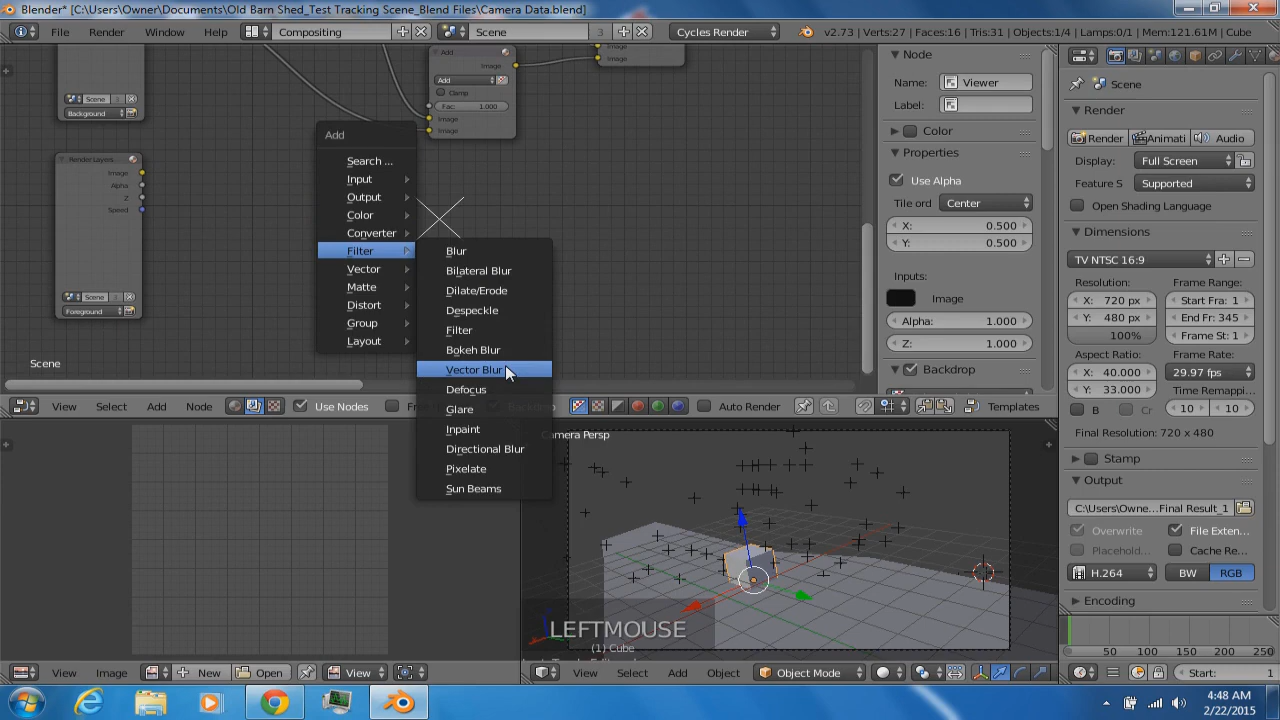 Blender* [C:\Users\Owner\Documents\Old Barn Shed_Test Tracking Scene_Blend Files\Camera Data.blend]
File Render Window Help Compositing Scene 3 Cycles Render v2.73 | Verts:27 | Faces:16 | Tris:31 | Objects:1/4 | Lamps:0/1 | Mem:121.61M | Cube
Scene
Background
Render Layers
Image
Alpha
Z
Speed
Scene
Foreground
Scene
Add
Image
Add
Clamp
Fac: 1.000
Image
Image
Image
Image
Add
Search ...
Input
Output
Color
Converter
Filter
Vector
Matte
Distort
Group
Layout
Blur
Bilateral Blur
Dilate/Erode
Despeckle
Filter
Bokeh Blur
Vector Blur
Defocus
Glare
Inpaint
Directional Blur
Pixelate
Sun Beams
Node
Name: Viewer
Label:
Color
Properties
Use Alpha
Tile ord Center
X: 0.500
Y: 0.500
Inputs:
Image
Alpha: 1.000
Z: 1.000
Backdrop
View Select Add Node Use Nodes Backdrop Auto Render Templates
Camera Persp
LEFTMOUSE
(1) Cube
View Image New Open View
View Select Add Object Object Mode
Scene
Render
Render Animati Audio
Display: Full Screen
Feature S Supported
Open Shading Language
Dimensions
TV NTSC 16:9
Resolution: Frame Range:
X: 720 px Start Fra: 1
Y: 480 px End Fr: 345
100% Frame St: 1
Aspect Ratio: Frame Rate:
X: 40.000 29.97 fps
Y: 33.000 Time Remappi...
B Cr 10 10
Final Resolution: 720 x 480
Stamp
Output
C:\Users\Owne...Final Result_1
Overwrite File Exten...
Placehold... Cache Re...
H.264 BW RGB
Encoding
50 100 150 200 250
Start: 1
4:48 AM
2/22/2015